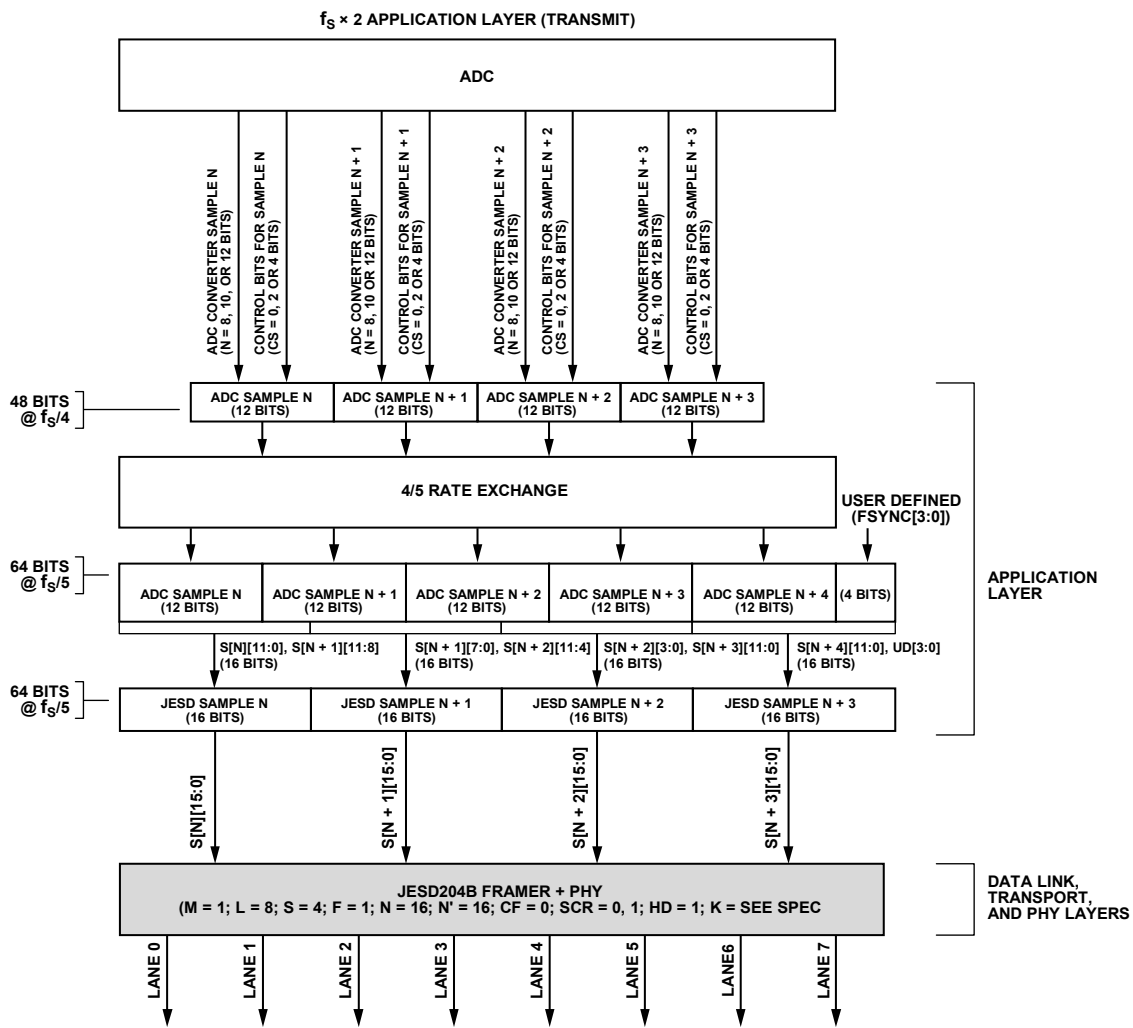 fS × 2 APPLICATION LAYER (TRANSMIT)
ADC
ADC CONVERTER SAMPLE N
(N = 8, 10, OR 12 BITS)
CONTROL BITS FOR SAMPLE N
(CS = 0, 2 OR 4 BITS)
ADC CONVERTER SAMPLE N + 1
(N = 8, 10 OR 12 BITS)
CONTROL BITS FOR SAMPLE N + 1
(CS = 0, 2 OR 4 BITS)
ADC CONVERTER SAMPLE N + 2
(N = 8, 10 OR 12 BITS)
CONTROL BITS FOR SAMPLE N + 2
(CS = 0, 2 OR 4 BITS)
ADC CONVERTER SAMPLE N + 3
(N = 8, 10 OR 12 BITS)
CONTROL BITS FOR SAMPLE N + 3
(CS = 0, 2 OR 4 BITS)
48 BITS
@ fS/4
ADC SAMPLE N
(12 BITS)
ADC SAMPLE N + 1
(12 BITS)
ADC SAMPLE N + 2
(12 BITS)
ADC SAMPLE N + 3
(12 BITS)
4/5 RATE EXCHANGE
USER DEFINED
(FSYNC[3:0])
64 BITS
@ fS/5
ADC SAMPLE N
(12 BITS)
ADC SAMPLE N + 1
(12 BITS)
ADC SAMPLE N + 2
(12 BITS)
ADC SAMPLE N + 3
(12 BITS)
ADC SAMPLE N + 4
(12 BITS)
(4 BITS)
APPLICATION
LAYER
S[N][11:0], S[N + 1][11:8]
(16 BITS)
S[N + 1][7:0], S[N + 2][11:4]
(16 BITS)
S[N + 2][3:0], S[N + 3][11:0]
(16 BITS)
S[N + 4][11:0], UD[3:0]
(16 BITS)
64 BITS
@ fS/5
JESD SAMPLE N
(16 BITS)
JESD SAMPLE N + 1
(16 BITS)
JESD SAMPLE N + 2
(16 BITS)
JESD SAMPLE N + 3
(16 BITS)
S[N][15:0]
S[N + 1][15:0]
S[N + 2][15:0]
S[N + 3][15:0]
JESD204B FRAMER + PHY
(M = 1; L = 8; S = 4; F = 1; N = 16; N' = 16; CF = 0; SCR = 0, 1; HD = 1; K = SEE SPEC
DATA LINK,
TRANSPORT,
AND PHY LAYERS
LANE 0
LANE 1
LANE 2
LANE 3
LANE 4
LANE 5
LANE6
LANE 7